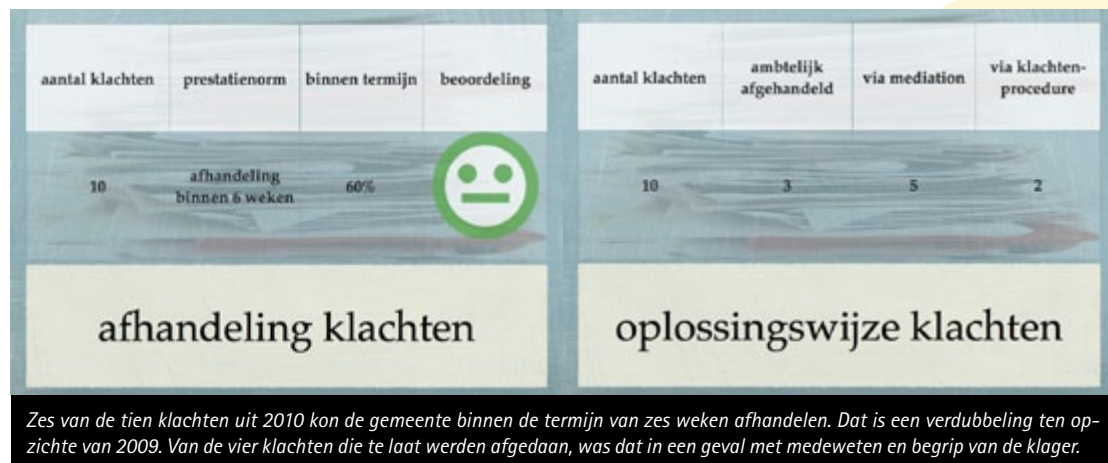 aantal klachten prestatienorm binnen termijn beoordeling
10 afhandeling binnen 6 weken 60%
afhandeling klachten
aantal klachten ambtelijk afgehandeld via mediation via klachten-procedure
10 3 5 2
oplossingswijze klachten
Zes van de tien klachten uit 2010 kon de gemeente binnen de termijn van zes weken afhandelen. Dat is een verdubbeling ten op-
zichte van 2009. Van de vier klachten die te laat werden afgedaan, was dat in een geval met medeweten en begrip van de klager.